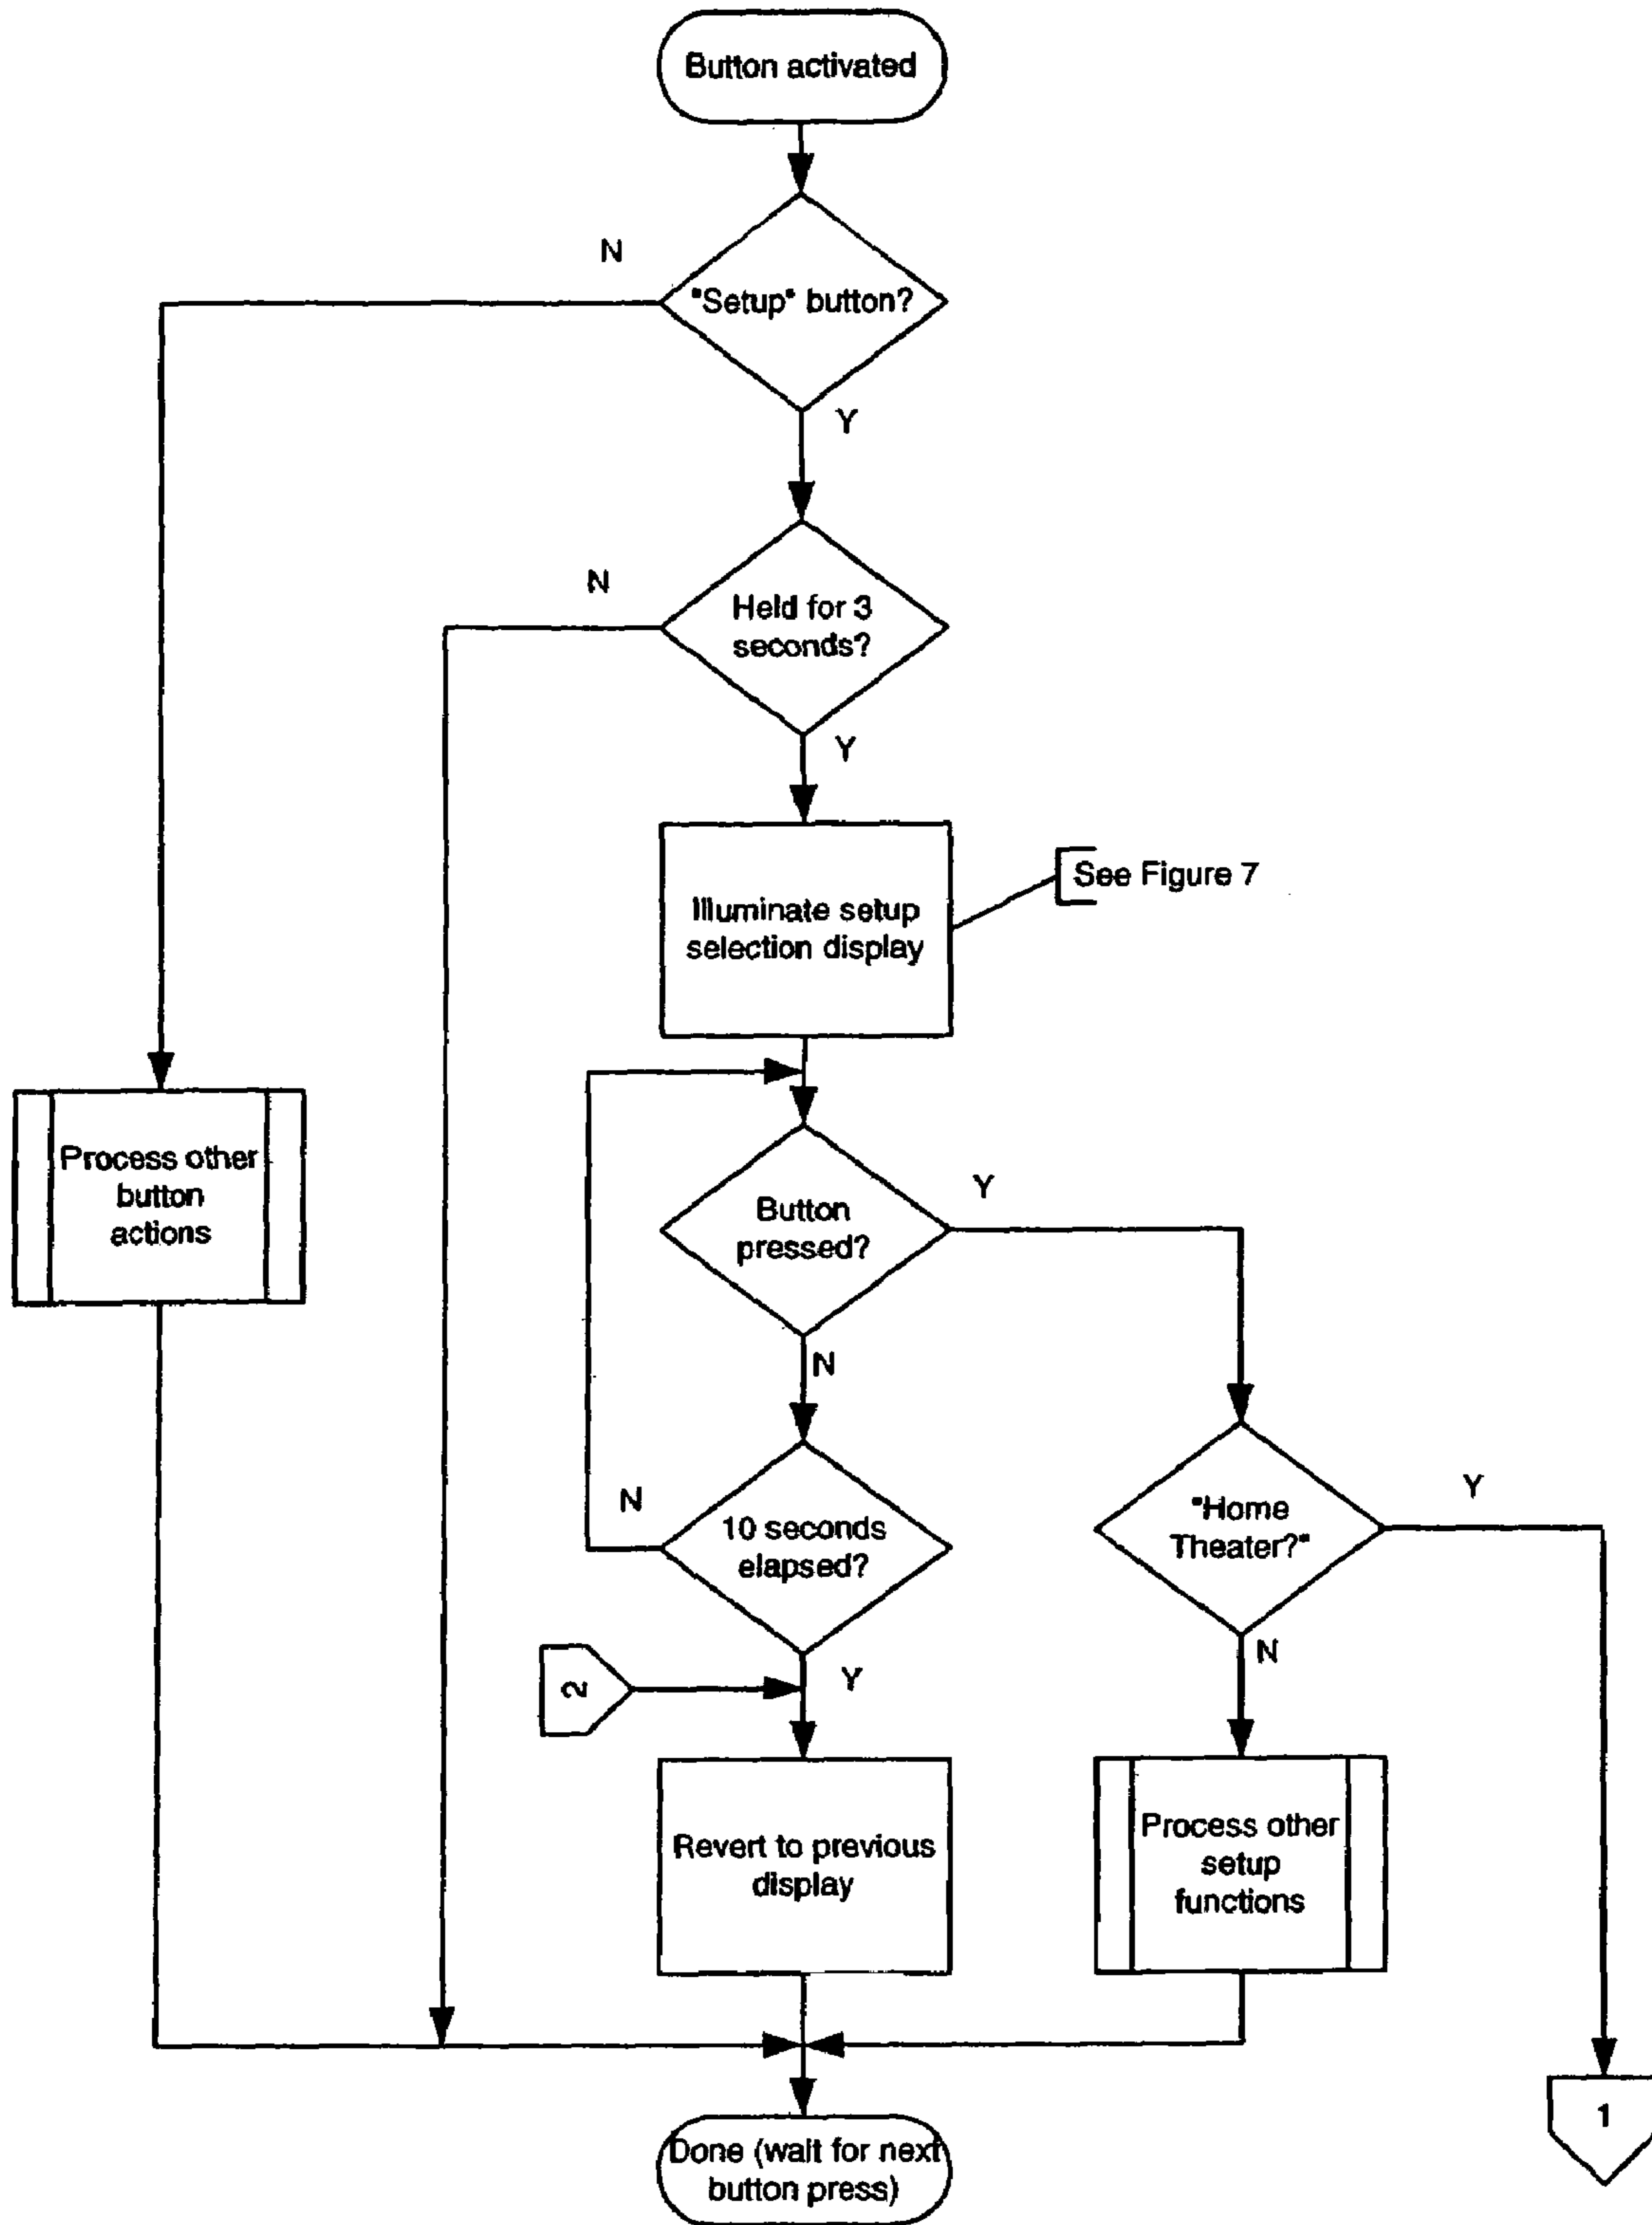 Button activated
N
"Setup" button?
Y
N
Held for 3
seconds?
Y
See Figure 7
Illuminate setup
selection display
Process other
button
actions
Y
Button
pressed?
N
N
10 seconds
elapsed?
Y
"Home
Theater?"
Y
N
2
Revert to previous
display
Process other
setup
functions
1
Done (wait for next
button press)